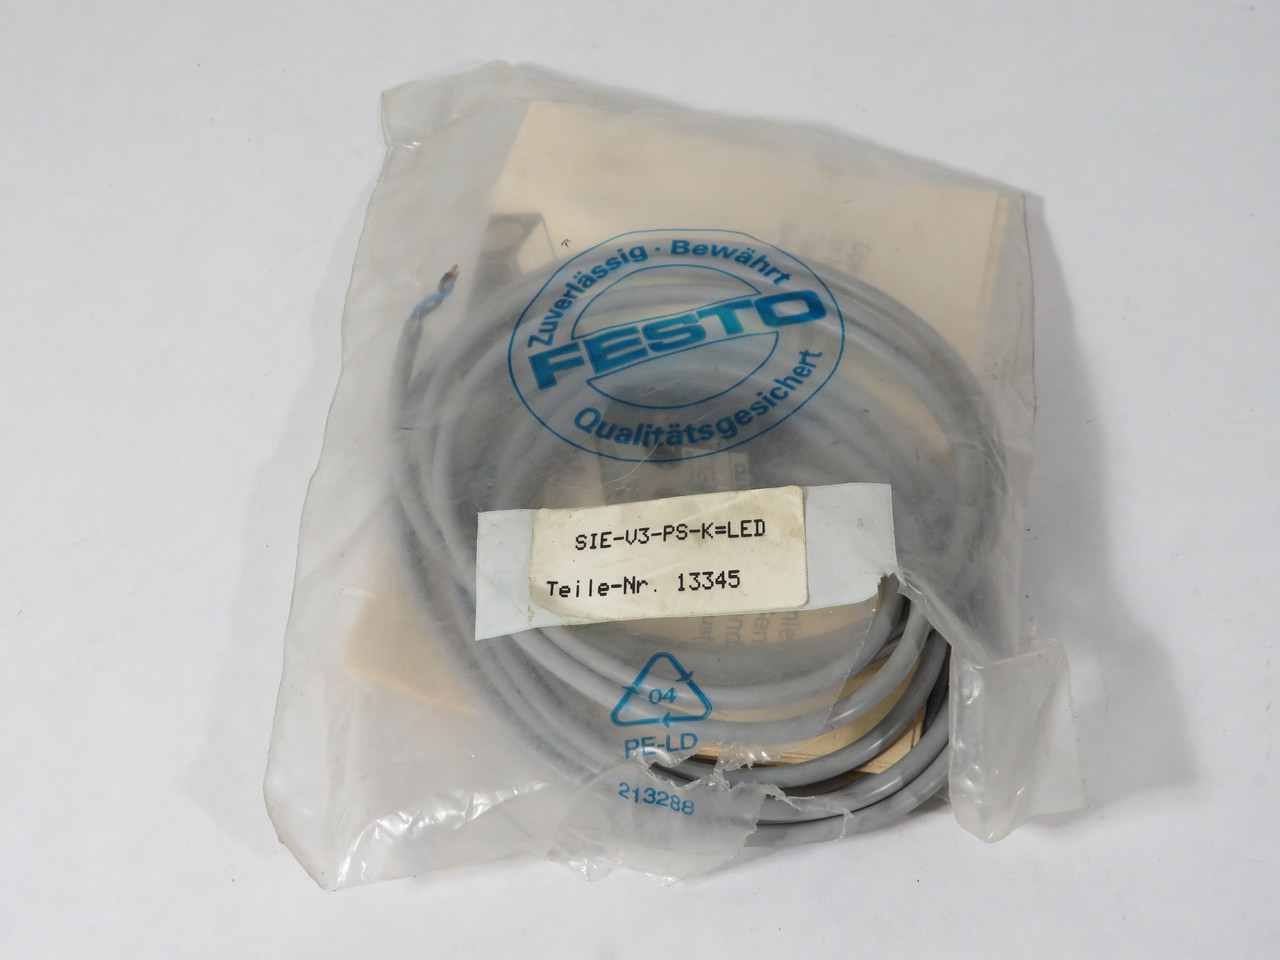 Zuverlässig · Bewährt
FESTO
Qualitätsgesichert
SIE-V3-PS-K=LED
Teile-Nr. 13345
04
PE-LD
213288